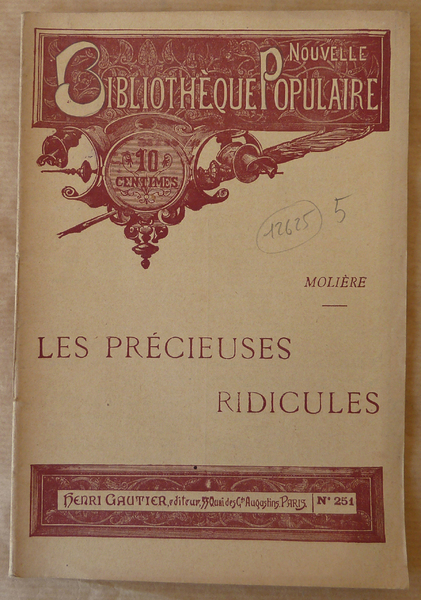 NOUVELLE
BIBLIOTHÈQUE POPULAIRE
10
CENTIMES
12625 5
MOLIÈRE
LES PRÉCIEUSES
RIDICULES
HENRI GAUTIER, editeur, 55 Quai des Gds Augustins, PARIS, N° 251